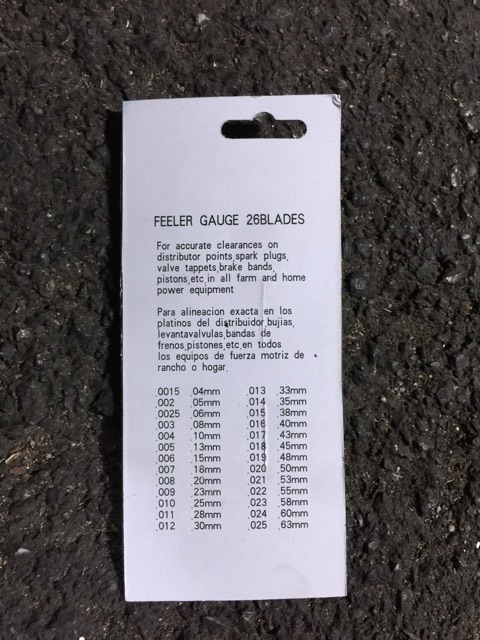 FEELER GAUGE 26BLADES
For accurate clearances on
distributor points,spark plugs,
valve tappets,brake bands,
pistons,etc,in all farm and home
power equipment
Para alineacion exacta en los
platinos del distribuidor,bujias,
levantavalvulas,bandas de
frenos,pistones,etc,en todos
los equipos de fuerza motriz de
rancho o hogar.
.0015 .04mm .013 .33mm
.002 .05mm .014 .35mm
.0025 .06mm .015 .38mm
.003 .08mm .016 .40mm
.004 .10mm .017 .43mm
.005 .13mm .018 .45mm
.006 .15mm .019 .48mm
.007 .18mm .020 .50mm
.008 .20mm .021 .53mm
.009 .23mm .022 .55mm
.010 .25mm .023 .58mm
.011 .28mm .024 .60mm
.012 .30mm .025 .63mm